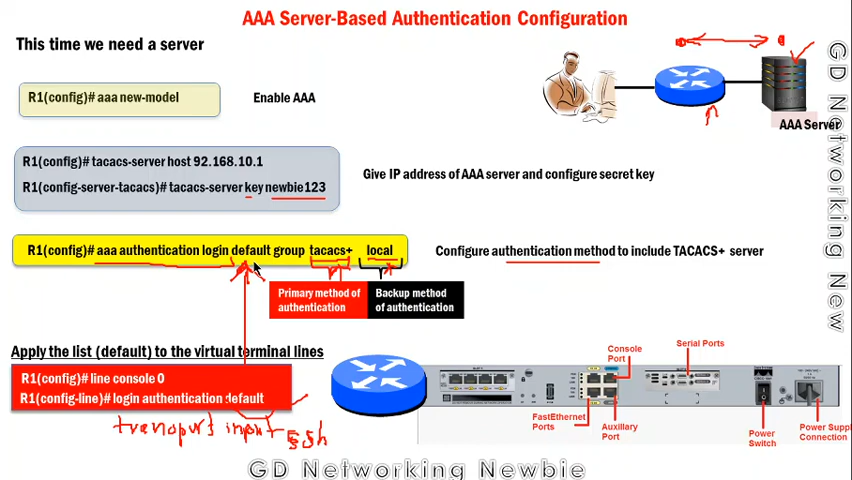 AAA Server-Based Authentication Configuration
This time we need a server
R1(config)# aaa new-model
Enable AAA
AAA Server
R1(config)# tacacs-server host 92.168.10.1
R1(config-server-tacacs)# tacacs-server key newbie123
Give IP address of AAA server and configure secret key
R1(config)# aaa authentication login default group tacacs+ local
Configure authentication method to include TACACS+ server
Primary method of
authentication
Backup method
of authentication
Apply the list (default) to the virtual terminal lines
R1(config)# line console 0
R1(config-line)# login authentication default
transport input ssh
Console
Port
Serial Ports
FastEthernet
Ports
Auxillary
Port
Power
Switch
Power Supply
Connection
GD Networking Newbie
GD Networking New